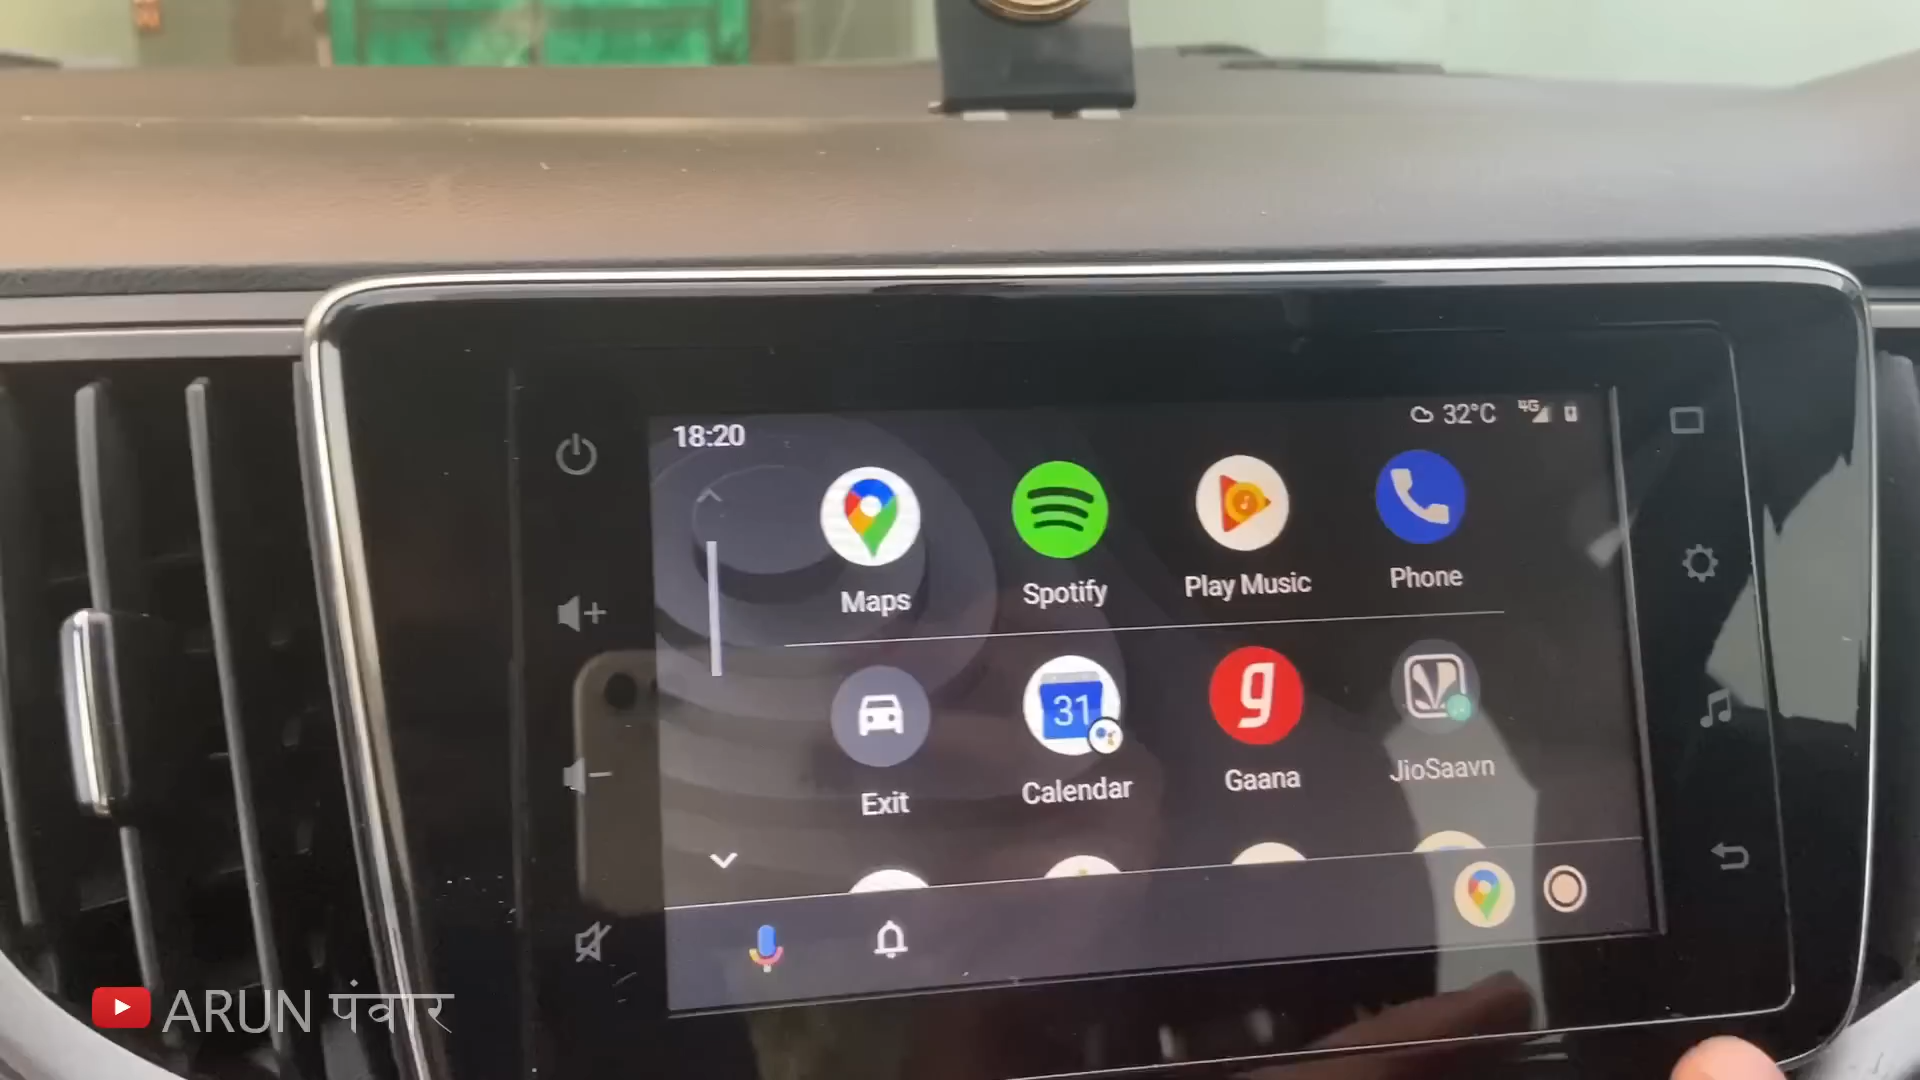 18:20
32°C 4G
Maps
Spotify
Play Music
Phone
31
g
Exit
Calendar
Gaana
JioSaavn
ARUN पंवार